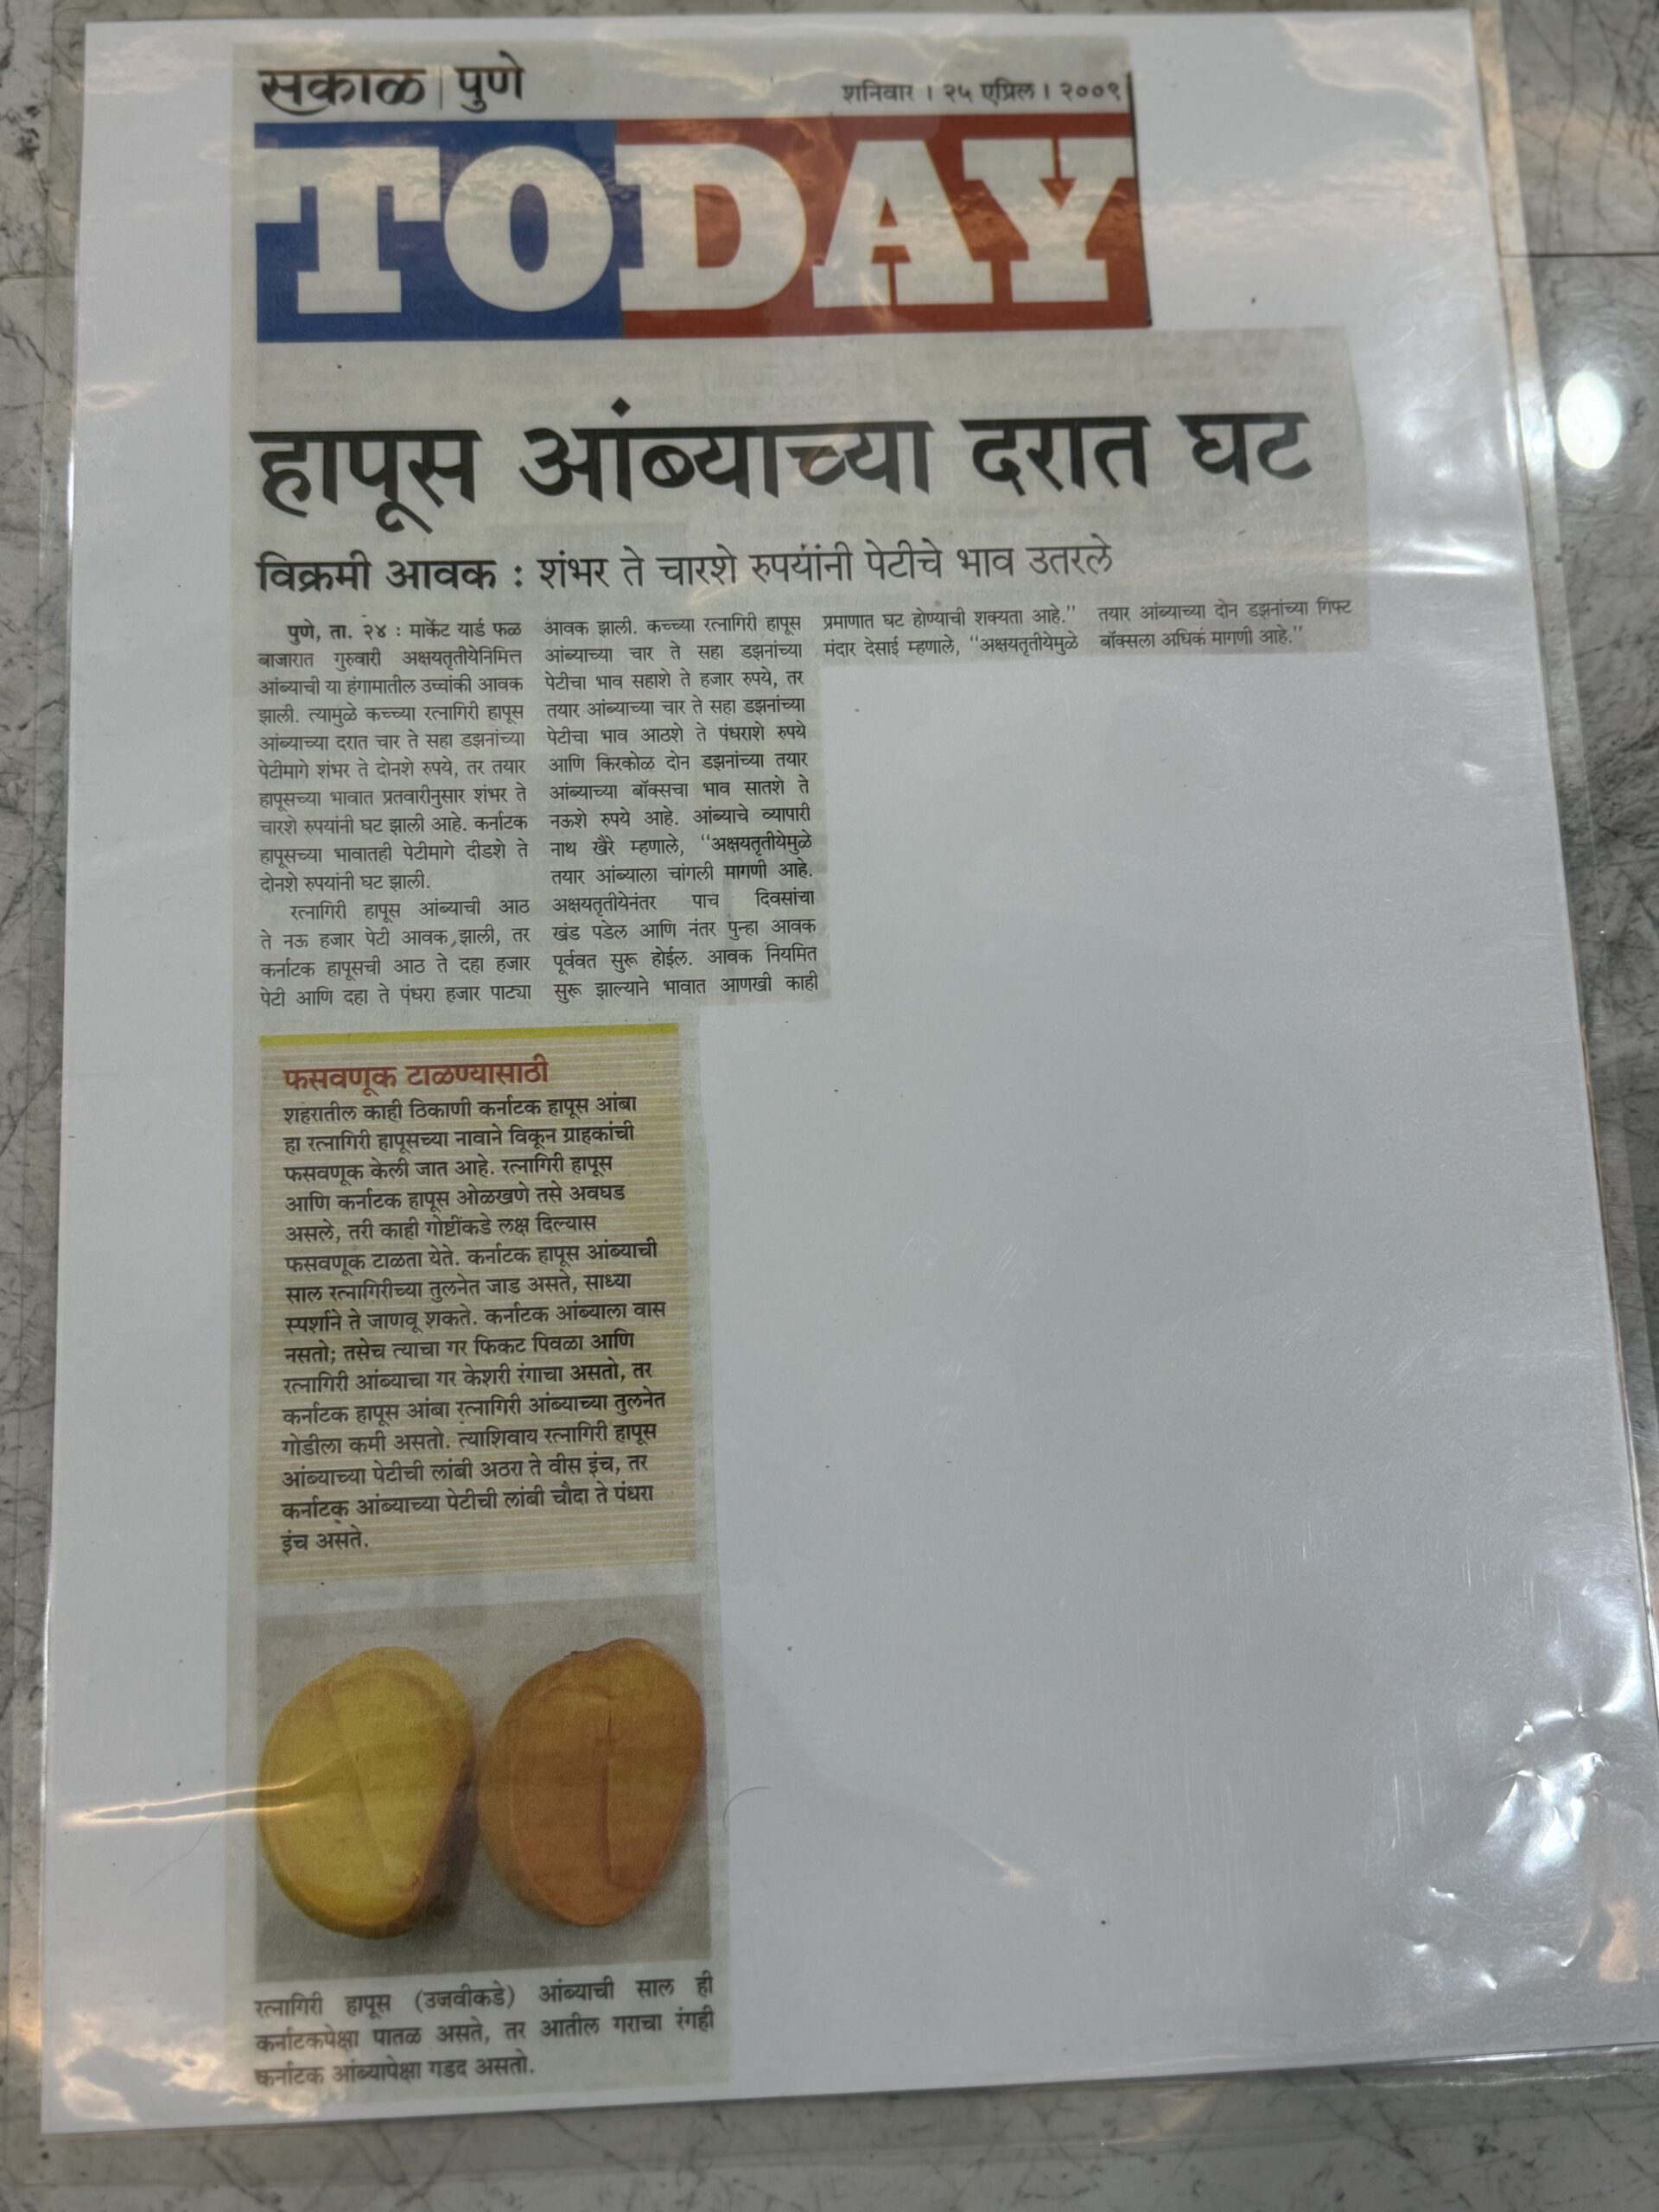 सकाळ | पुणे
शनिवार । २५ एप्रिल । २००९
TODAY
हापूस आंब्याच्या दरात घट
विक्रमी आवक : शंभर ते चारशे रुपयांनी पेटीचे भाव उतरले
पुणे, ता. २४ : मार्केट यार्ड फळ
बाजारात गुरुवारी अक्षयतृतीयेनिमित्त
आंब्याची या हंगामातील उच्चांकी आवक
झाली. त्यामुळे कच्च्या रत्नागिरी हापूस
आंब्याच्या दरात चार ते सहा डझनांच्या
पेटीमागे शंभर ते दोनशे रुपये, तर तयार
हापूसच्या भावात प्रतवारीनुसार शंभर ते
चारशे रुपयांनी घट झाली आहे. कर्नाटक
हापूसच्या भावातही पेटीमागे दीडशे ते
दोनशे रुपयांनी घट झाली.
रत्नागिरी हापूस आंब्याची आठ
ते नऊ हजार पेटी आवक झाली, तर
कर्नाटक हापूसची आठ ते दहा हजार
पेटी आणि दहा ते पंधरा हजार पाट्या
आवक झाली. कच्च्या रत्नागिरी हापूस
आंब्याच्या चार ते सहा डझनांच्या
पेटीचा भाव सहाशे ते हजार रुपये, तर
तयार आंब्याच्या चार ते सहा डझनांच्या
पेटीचा भाव आठशे ते पंधराशे रुपये
आणि किरकोळ दोन डझनांच्या तयार
आंब्याच्या बॉक्सचा भाव सातशे ते
नऊशे रुपये आहे. आंब्याचे व्यापारी
नाथ खैरे म्हणाले, ‘‘अक्षयतृतीयेमुळे
तयार आंब्याला चांगली मागणी आहे.
अक्षयतृतीयेनंतर पाच दिवसांचा
खंड पडेल आणि नंतर पुन्हा आवक
पूर्ववत सुरू होईल. आवक नियमित
सुरू झाल्याने भावात आणखी काही
प्रमाणात घट होण्याची शक्यता आहे.’’
मंदार देसाई म्हणाले, ‘‘अक्षयतृतीयेमुळे
तयार आंब्याच्या दोन डझनांच्या गिफ्ट
बॉक्सला अधिक मागणी आहे.’’
फसवणूक टाळण्यासाठी
शहरातील काही ठिकाणी कर्नाटक हापूस आंबा
हा रत्नागिरी हापूसच्या नावाने विकून ग्राहकांची
फसवणूक केली जात आहे. रत्नागिरी हापूस
आणि कर्नाटक हापूस ओळखणे तसे अवघड
असले, तरी काही गोष्टींकडे लक्ष दिल्यास
फसवणूक टाळता येते. कर्नाटक हापूस आंब्याची
साल रत्नागिरीच्या तुलनेत जाड असते, साध्या
स्पर्शाने ते जाणवू शकते. कर्नाटक आंब्याला वास
नसतो; तसेच त्याचा गर फिकट पिवळा आणि
रत्नागिरी आंब्याचा गर केशरी रंगाचा असतो, तर
कर्नाटक हापूस आंबा रत्नागिरी आंब्याच्या तुलनेत
गोडीला कमी असतो. त्याशिवाय रत्नागिरी हापूस
आंब्याच्या पेटीची लांबी अठरा ते वीस इंच, तर
कर्नाटक आंब्याच्या पेटीची लांबी चौदा ते पंधरा
इंच असते.
रत्नागिरी हापूस (उजवीकडे) आंब्याची साल ही
कर्नाटकपेक्षा पातळ असते, तर आतील गराचा रंगही
कर्नाटक आंब्यापेक्षा गडद असतो.